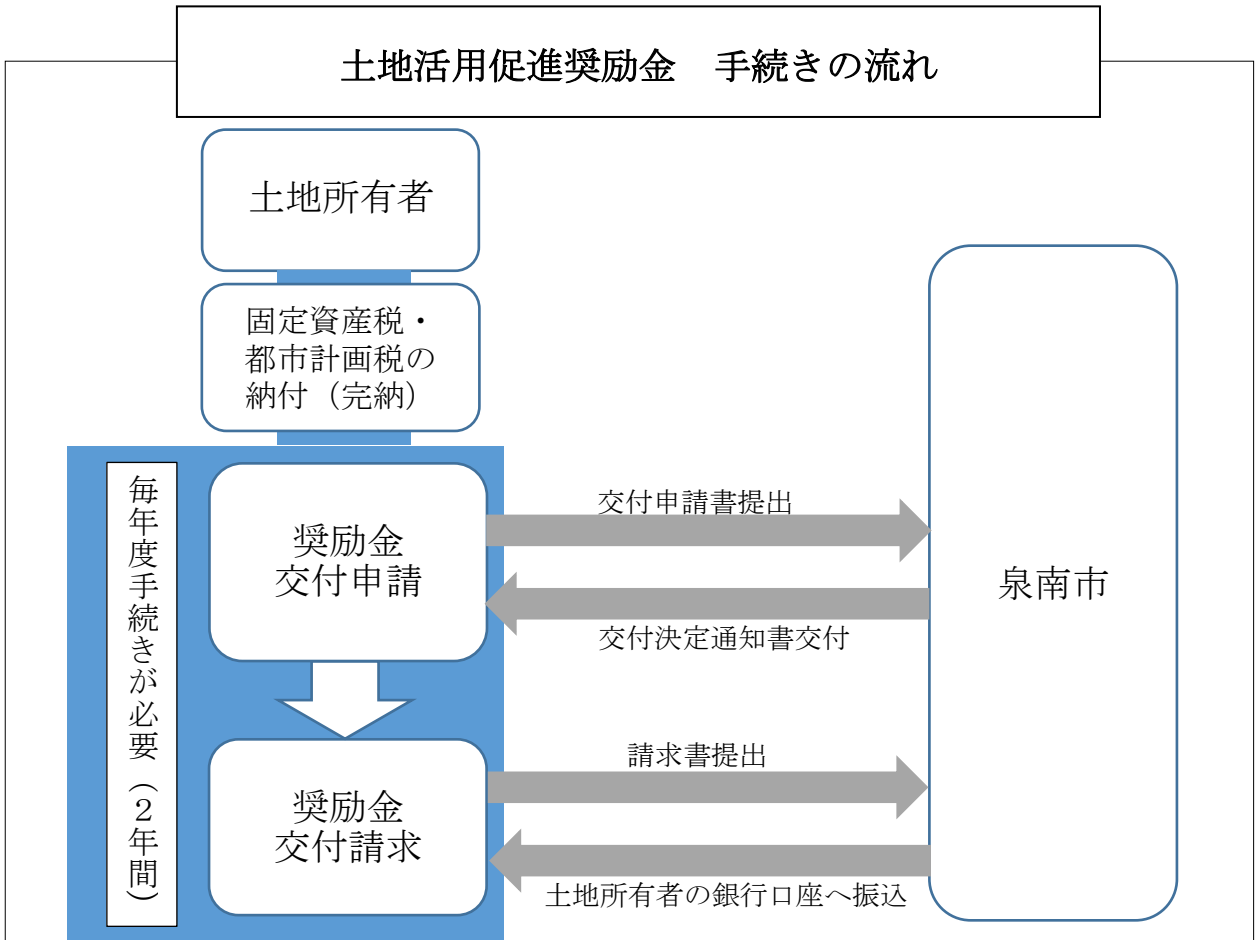 土地活用促進奨励金　手続きの流れ
土地所有者
固定資産税・
都市計画税の
納付（完納）
毎年度手続きが必要（２年間）
奨励金
交付申請
交付申請書提出
交付決定通知書交付
泉南市
奨励金
交付請求
請求書提出
土地所有者の銀行口座へ振込